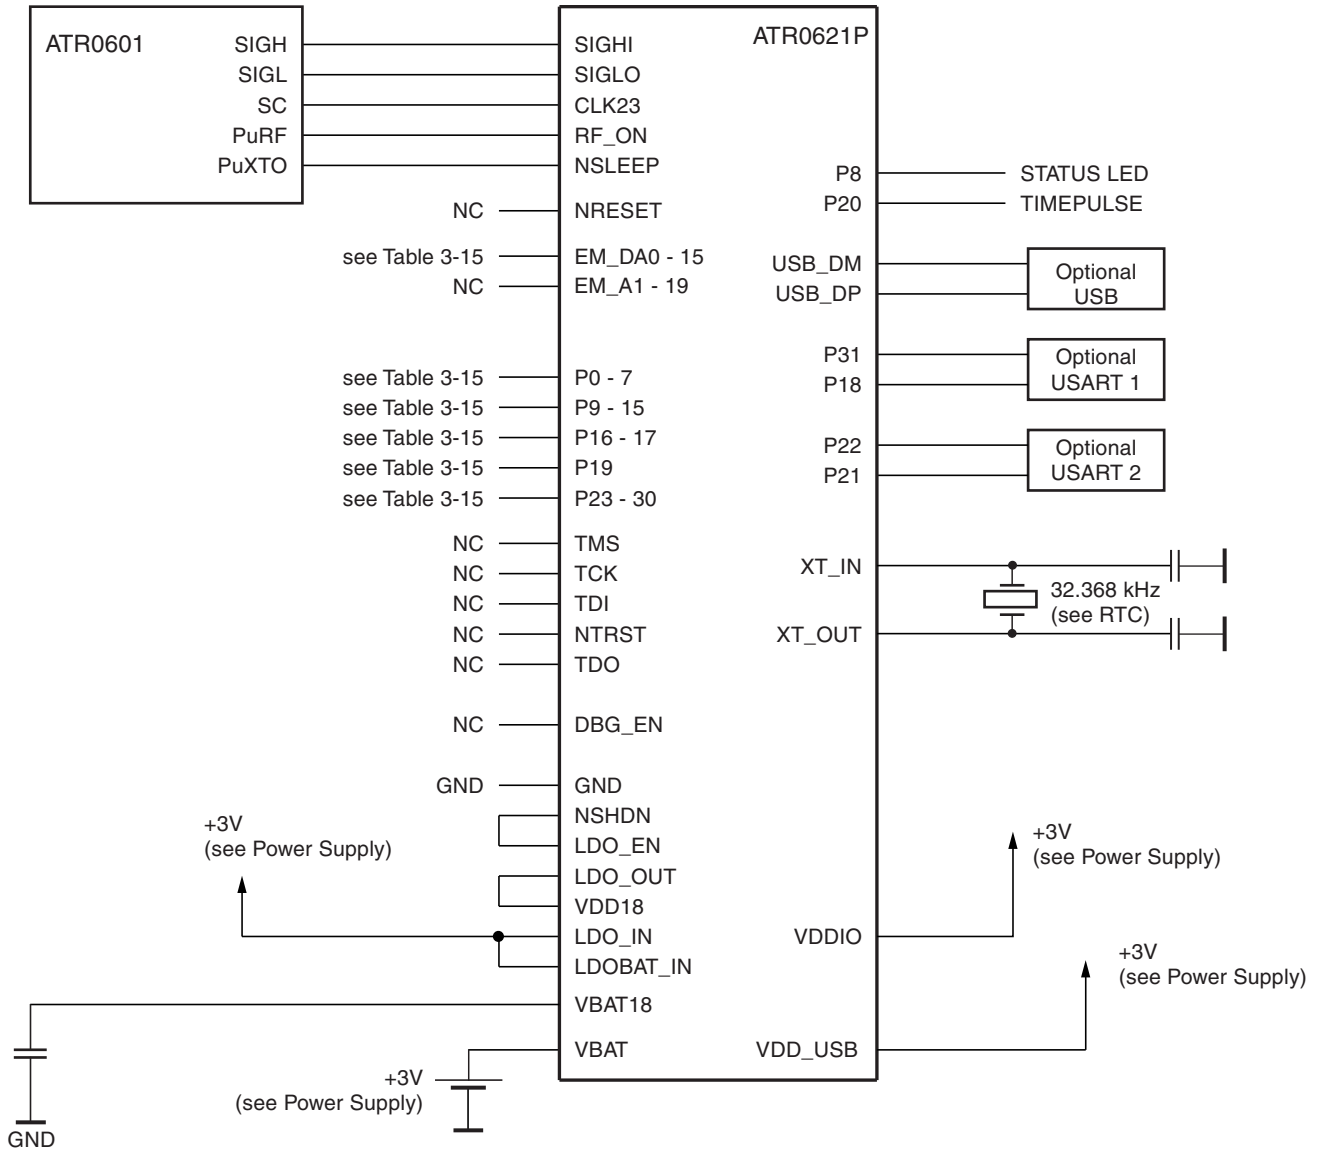 ATR0601
SIGH
SIGL
SC
PuRF
PuXTO
ATR0621P
SIGHI
SIGLO
CLK23
RF_ON
NSLEEP
NC NRESET
see Table 3-15 EM_DA0 - 15
NC EM_A1 - 19
see Table 3-15 P0 - 7
see Table 3-15 P9 - 15
see Table 3-15 P16 - 17
see Table 3-15 P19
see Table 3-15 P23 - 30
NC TMS
NC TCK
NC TDI
NC NTRST
NC TDO
NC DBG_EN
GND GND
NSHDN
LDO_EN
LDO_OUT
VDD18
LDO_IN
LDOBAT_IN
VBAT18
VBAT
+3V
(see Power Supply)
+3V
(see Power Supply)
GND
P8 STATUS LED
P20 TIMEPULSE
USB_DM
USB_DP
Optional
USB
P31
P18
Optional
USART 1
P22
P21
Optional
USART 2
XT_IN
XT_OUT
32.368 kHz
(see RTC)
VDDIO
+3V
(see Power Supply)
VDD_USB
+3V
(see Power Supply)